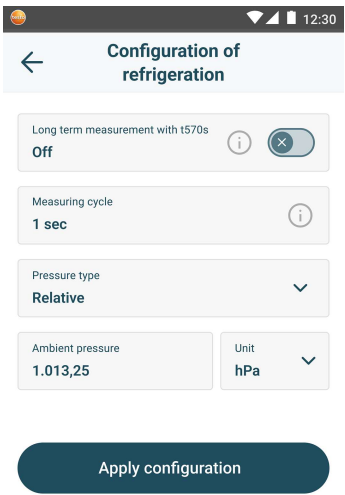 12:30
Configuration of
refrigeration
Long term measurement with t570s
Off
Measuring cycle
1 sec
Pressure type
Relative
Ambient pressure
1.013,25
Unit
hPa
Apply configuration